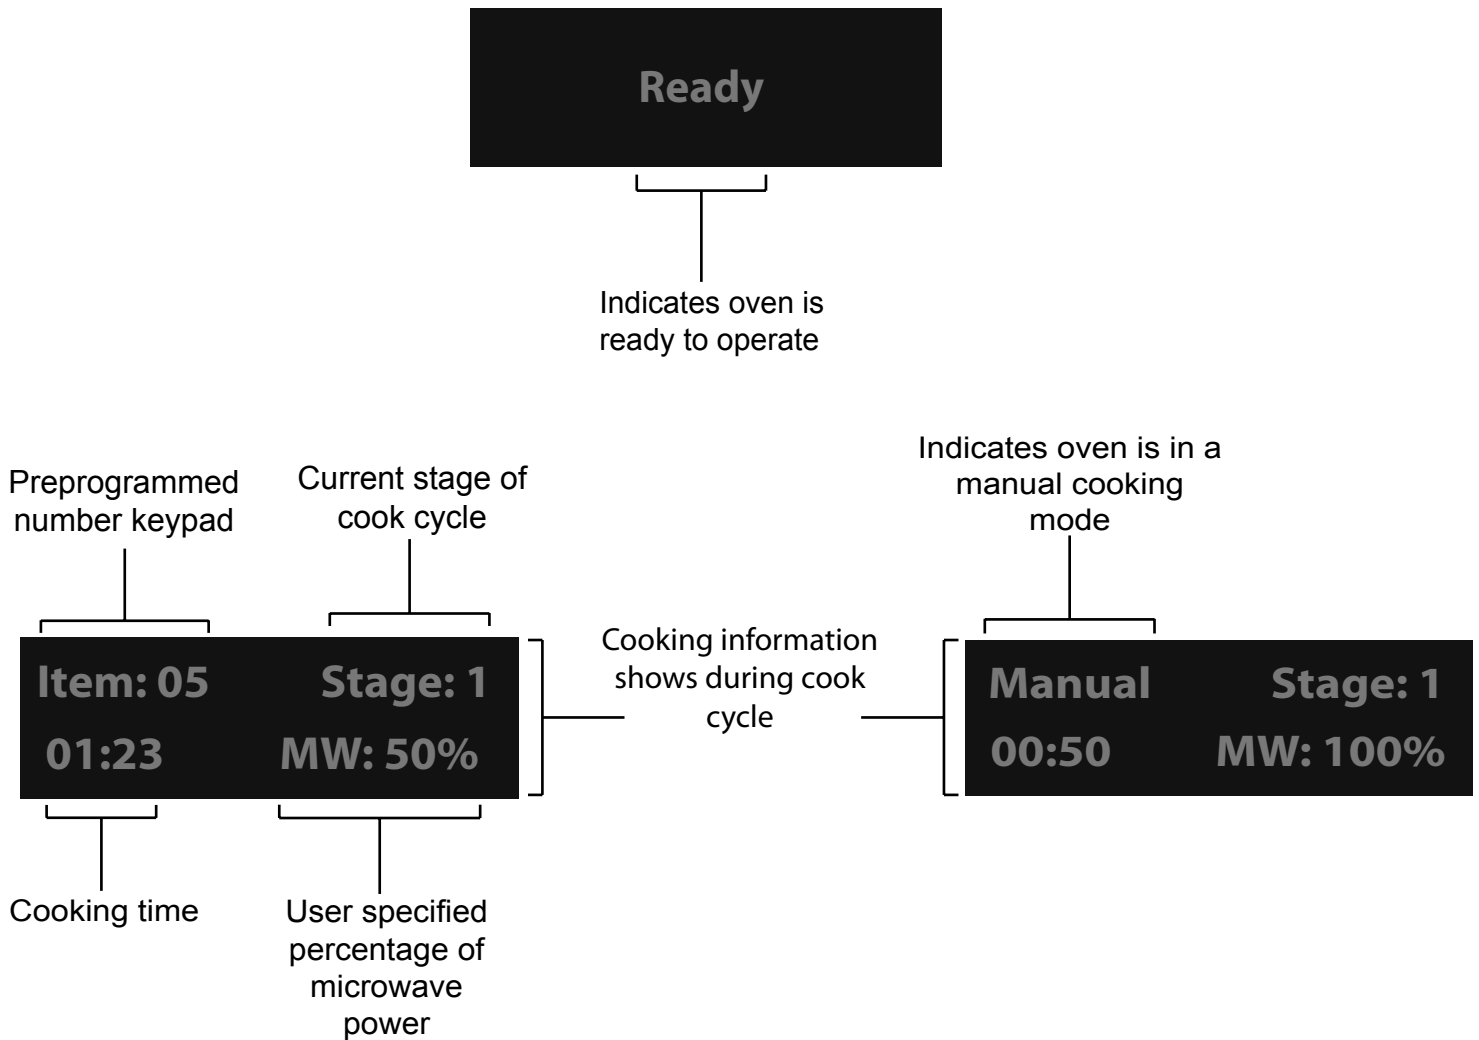 Ready
Indicates oven is
ready to operate
Preprogrammed
number keypad
Current stage of
cook cycle
Indicates oven is in a
manual cooking
mode
Item: 05 Stage: 1
01:23 MW: 50%
Cooking information
shows during cook
cycle
Manual Stage: 1
00:50 MW: 100%
Cooking time
User specified
percentage of
microwave
power